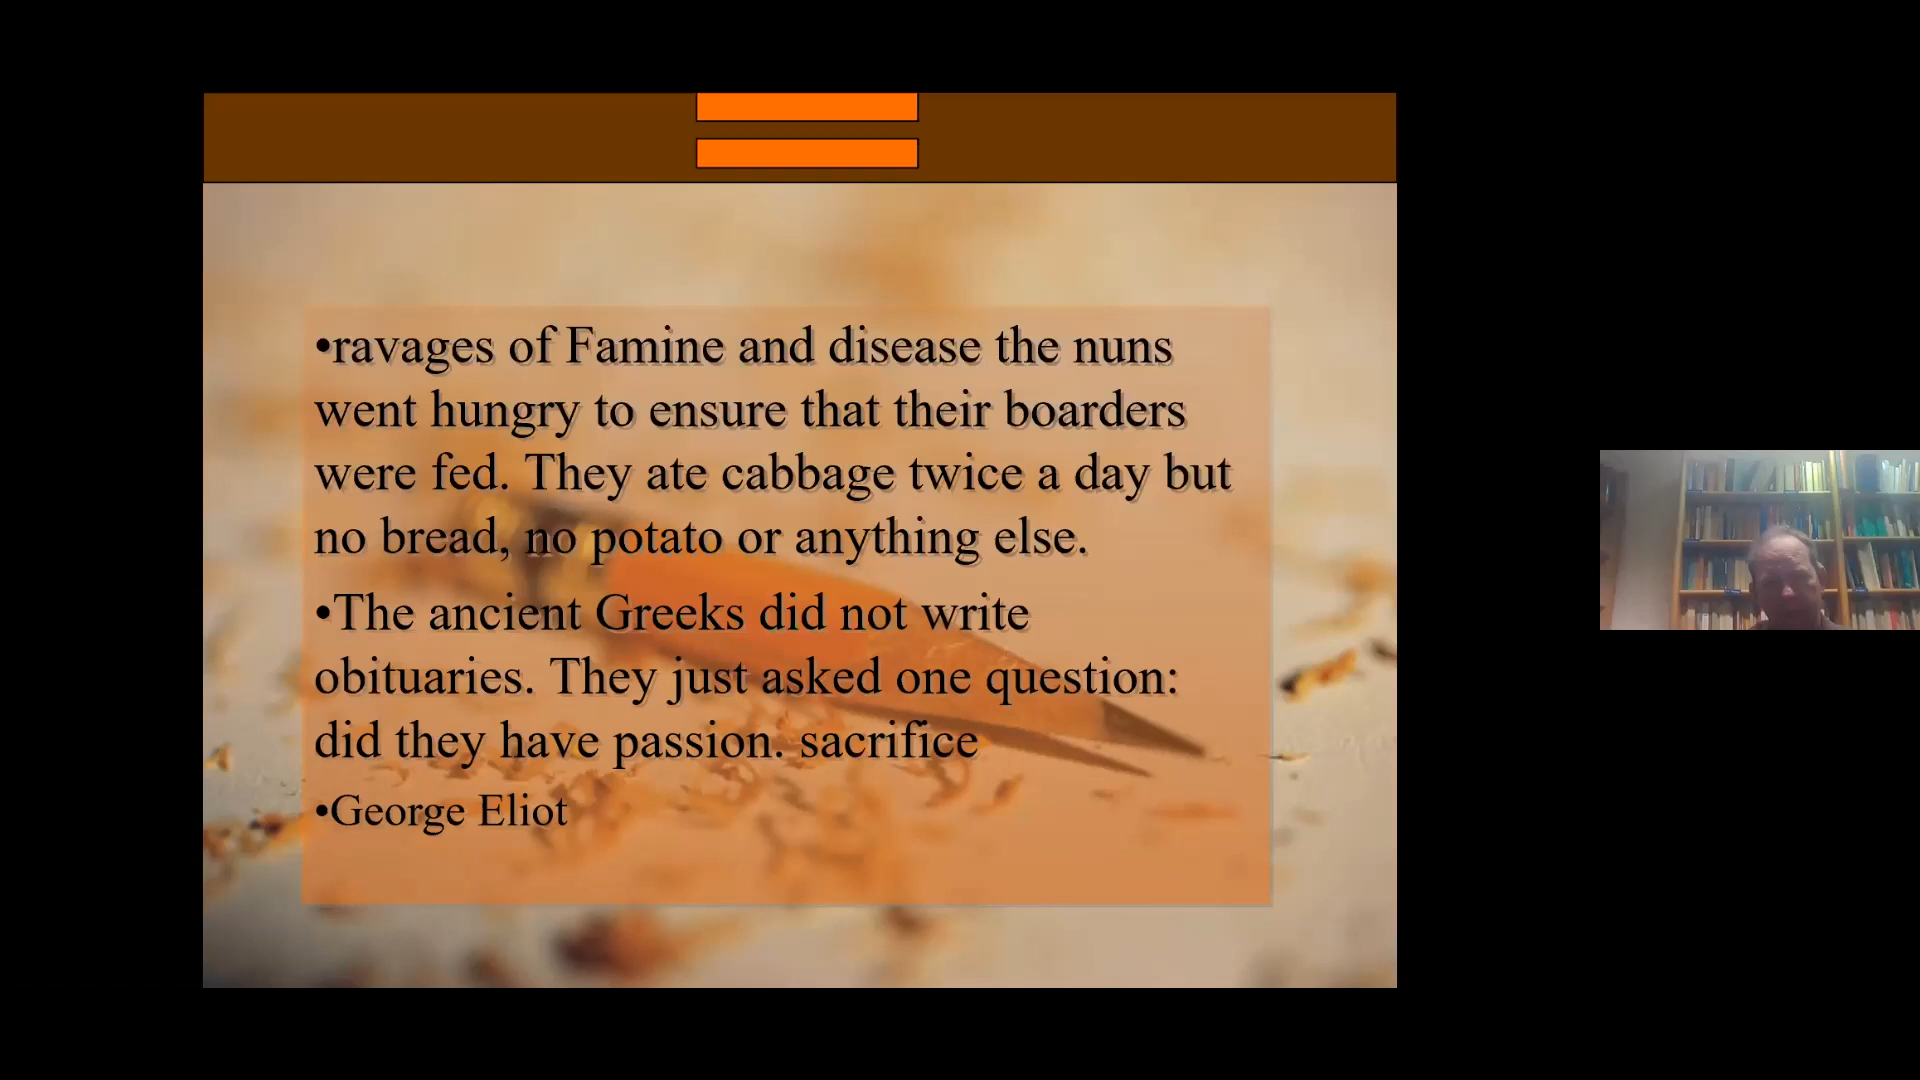 •ravages of Famine and disease the nuns
went hungry to ensure that their boarders
were fed. They ate cabbage twice a day but
no bread, no potato or anything else.
•The ancient Greeks did not write
obituaries. They just asked one question:
did they have passion. sacrifice
•George Eliot